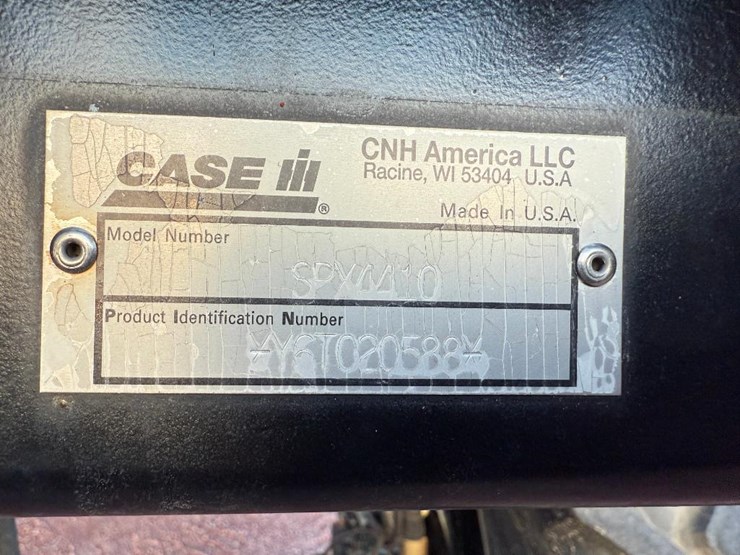 CASE IH ®
CNH America LLC
Racine, WI 53404 U.S.A
Made In U.S.A.
Model Number
SPX4410
Product Identification Number
*Y6T020588*